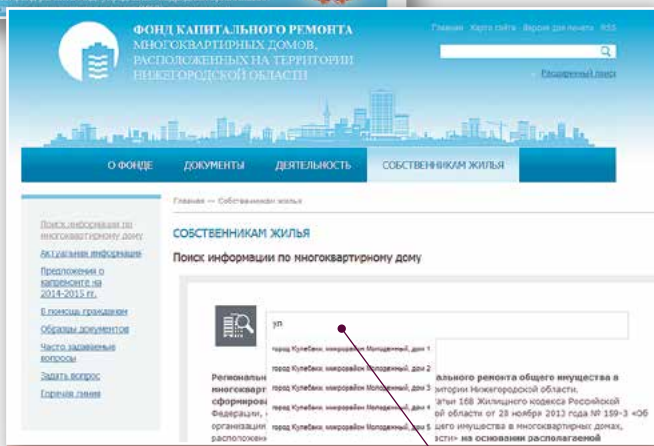 ФОНД КАПИТАЛЬНОГО РЕМОНТА
МНОГОКВАРТИРНЫХ ДОМОВ,
РАСПОЛОЖЕННЫХ НА ТЕРРИТОРИИ
НИЖЕГОРОДСКОЙ ОБЛАСТИ
Главная Карта сайта Версия для печати RSS
Расширенный поиск
О ФОНДЕ ДОКУМЕНТЫ ДЕЯТЕЛЬНОСТЬ СОБСТВЕННИКАМ ЖИЛЬЯ
Главная — Собственникам жилья
Поиск информации по
многоквартирному дому
Актуальная информация
Предложения о
капремонте на
2014-2015 гг.
В помощь гражданам
Образцы документов
Часто задаваемые
вопросы
Задать вопрос
Горячая линия
СОБСТВЕННИКАМ ЖИЛЬЯ
Поиск информации по многоквартирному дому
ул
город Кулебаки, микрорайон Молодежный, дом 1
город Кулебаки, микрорайон Молодежный, дом 2
город Кулебаки, микрорайон Молодежный, дом 3
город Кулебаки, микрорайон Молодежный, дом 4
город Кулебаки, микрорайон Молодежный, дом 5
Региональн ального ремонта общего имущества в
многокварт ритории Нижегородской области,
сформирова атьи 168 Жилищного кодекса Российской
Федерации, ой области от 28 ноября 2013 года № 159-З «Об
организации щего имущества в многоквартирных домах,
расположен асти» на основании располагаемой